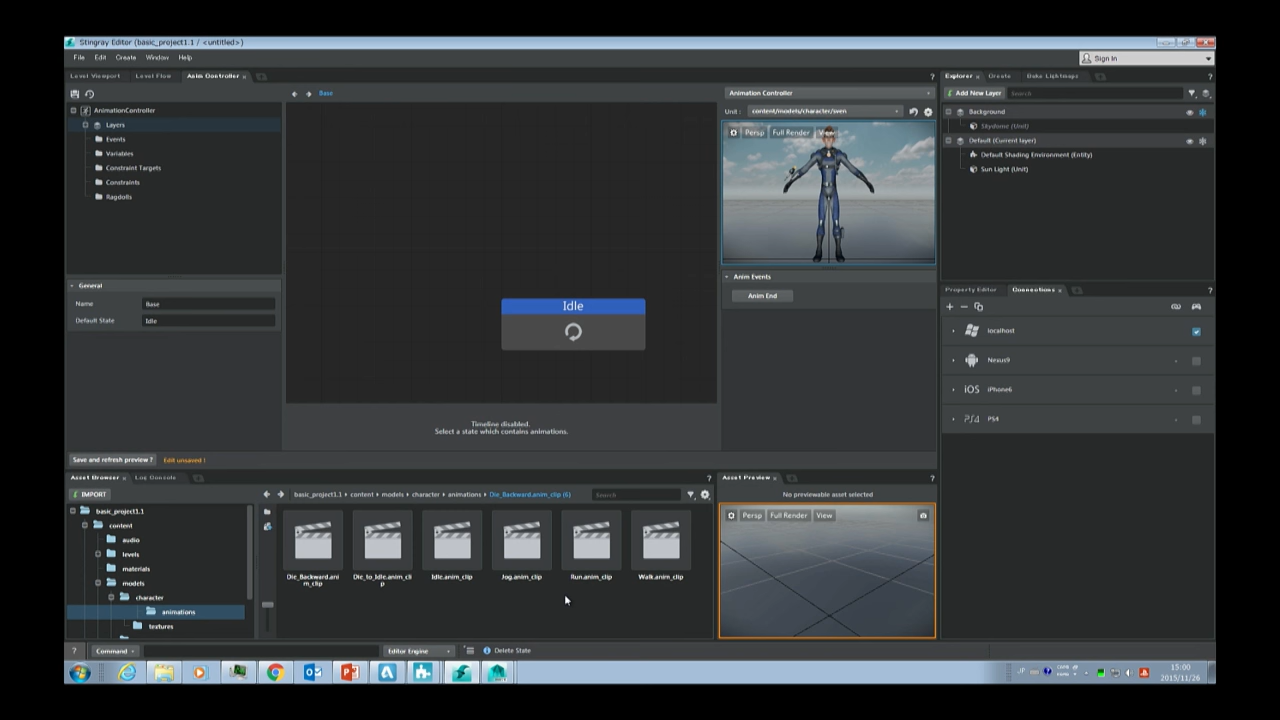 Stingray Editor (basic_project1.1 / <untitled>)
File Edit Create Window Help
Sign In
Level Viewport Level Flow Anim Controller x
Explorer x Create Bake Lightmaps
?
?
Base
Animation Controller
Add New Layer Search
AnimationController
Unit : content/models/character/sven
Background
Layers
Skydome (Unit)
Events
Persp Full Render View
Default (Current layer)
Variables
Default Shading Environment (Entity)
Constraint Targets
Sun Light (Unit)
Constraints
Ragdolls
Anim Events
General
Anim End
Property Editor Connections x
?
Name Base
Idle
Default State Idle
localhost
Nexus9
iOS iPhone6
PS4 PS4
Timeline disabled.
Select a state which contains animations.
Save and refresh preview ? Edit unsaved !
Asset Browser x Log Console
?
Asset Preview x
?
IMPORT
basic_project1.1 content models character animations Die_Backward.anim_clip (6)
Search
No previewable asset selected
basic_project1.1
Persp Full Render View
content
audio
levels
materials
models
character
animations
textures
Die_Backward.ani
m_clip
Die_to_Idle.anim_cli
p
Idle.anim_clip
Jog.anim_clip
Run.anim_clip
Walk.anim_clip
? Command Editor Engine Delete State
JP
CAPS
KANA
15:00
2015/11/26